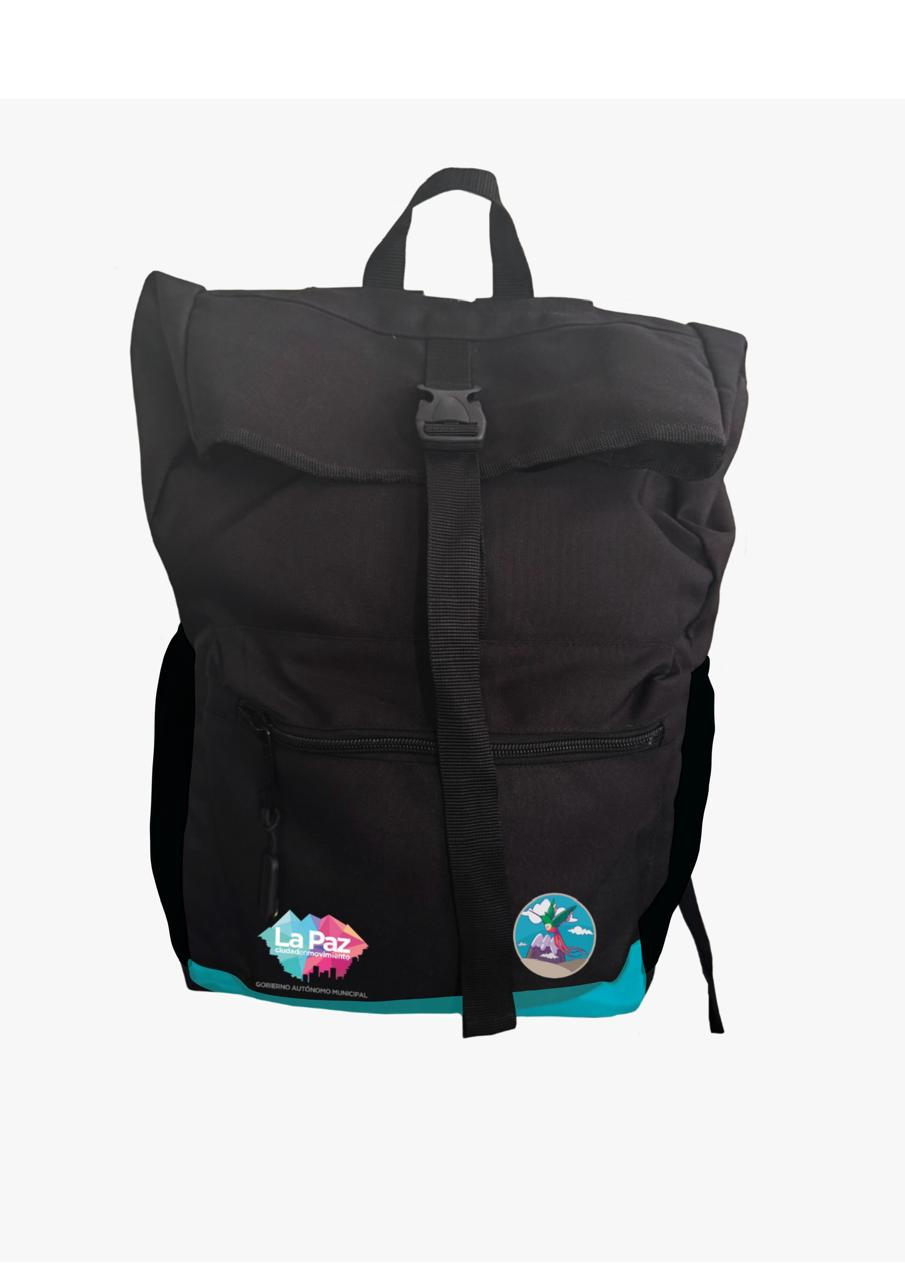 La Paz
ciudadenmovimiento
GOBIERNO AUTÓNOMO MUNICIPAL